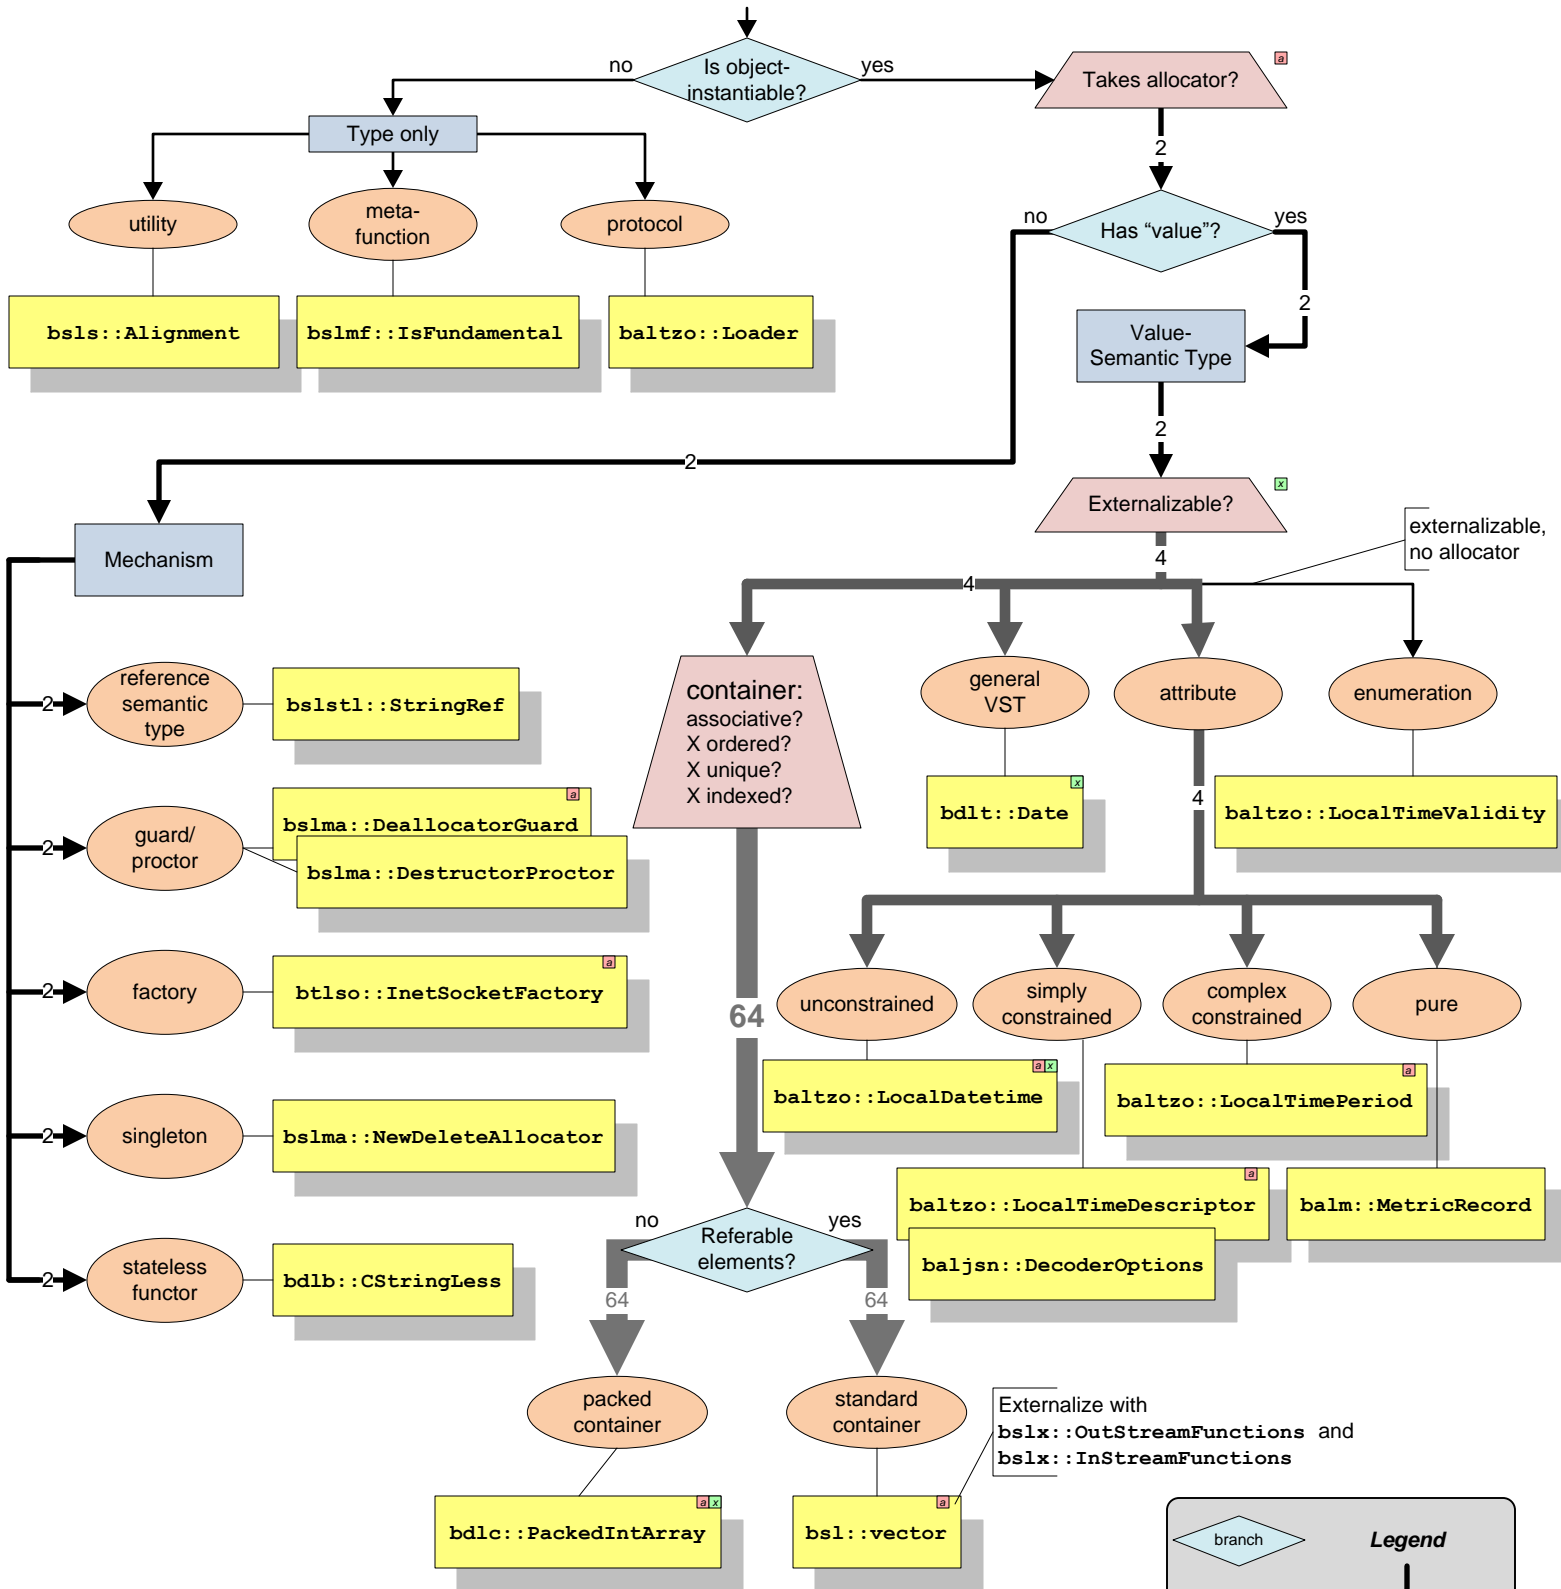 no
Is object-
instantiable?
yes
Takes allocator?
a
Type only
2
utility
meta-
function
protocol
no
Has “value”?
yes
bsls::Alignment
bslmf::IsFundamental
baltzo::Loader
2
Value-
Semantic Type
2
2
Externalizable?
x
externalizable,
no allocator
Mechanism
4
4
2
reference
semantic
type
bslstl::StringRef
container:
associative?
X ordered?
X unique?
X indexed?
general
VST
attribute
enumeration
a
bslma::DeallocatorGuard
x
bdlt::Date
4
baltzo::LocalTimeValidity
2
guard/
proctor
bslma::DestructorProctor
2
factory
a
btlso::InetSocketFactory
64
unconstrained
simply
constrained
complex
constrained
pure
a x
baltzo::LocalDatetime
a
baltzo::LocalTimePeriod
2
singleton
bslma::NewDeleteAllocator
a
baltzo::LocalTimeDescriptor
balm::MetricRecord
no
Referable
elements?
yes
baljsn::DecoderOptions
2
stateless
functor
bdlb::CStringLess
64
64
packed
container
standard
container
Externalize with
bslx::OutStreamFunctions and
bslx::InStreamFunctions
a x
bdlc::PackedIntArray
a
bsl::vector
branch
Legend